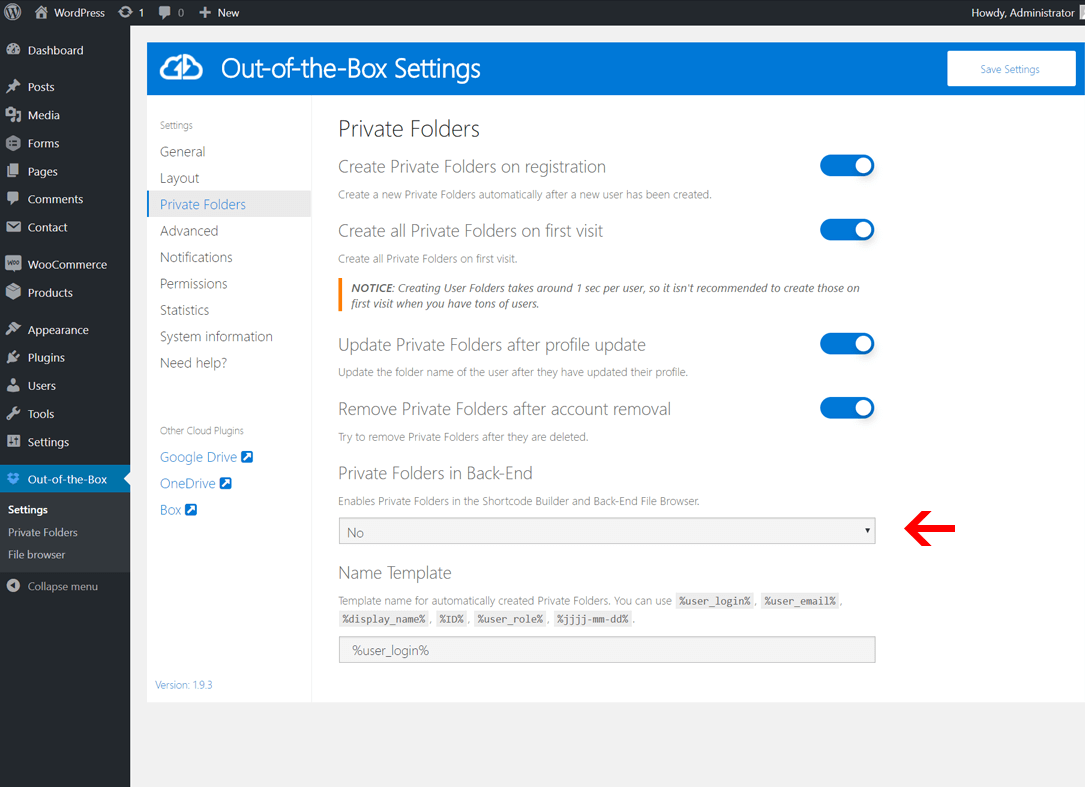 WordPress 1 0 New
Howdy, Administrator
Dashboard
Posts
Media
Forms
Pages
Comments
Contact
WOO WooCommerce
Products
Appearance
Plugins
Users
Tools
Settings
Out-of-the-Box
Settings
Private Folders
File browser
Collapse menu
Out-of-the-Box Settings
Save Settings
Settings
General
Layout
Private Folders
Advanced
Notifications
Permissions
Statistics
System information
Need help?
Other Cloud Plugins
Google Drive
OneDrive
Box
Version: 1.9.3
Private Folders
Create Private Folders on registration
Create a new Private Folders automatically after a new user has been created.
Create all Private Folders on first visit
Create all Private Folders on first visit.
NOTICE: Creating User Folders takes around 1 sec per user, so it isn't recommended to create those on
first visit when you have tons of users.
Update Private Folders after profile update
Update the folder name of the user after they have updated their profile.
Remove Private Folders after account removal
Try to remove Private Folders after they are deleted.
Private Folders in Back-End
Enables Private Folders in the Shortcode Builder and Back-End File Browser.
No
Name Template
Template name for automatically created Private Folders. You can use %user_login%, %user_email%,
%display_name%, %ID%, %user_role%, %jjjj-mm-dd%.
%user_login%